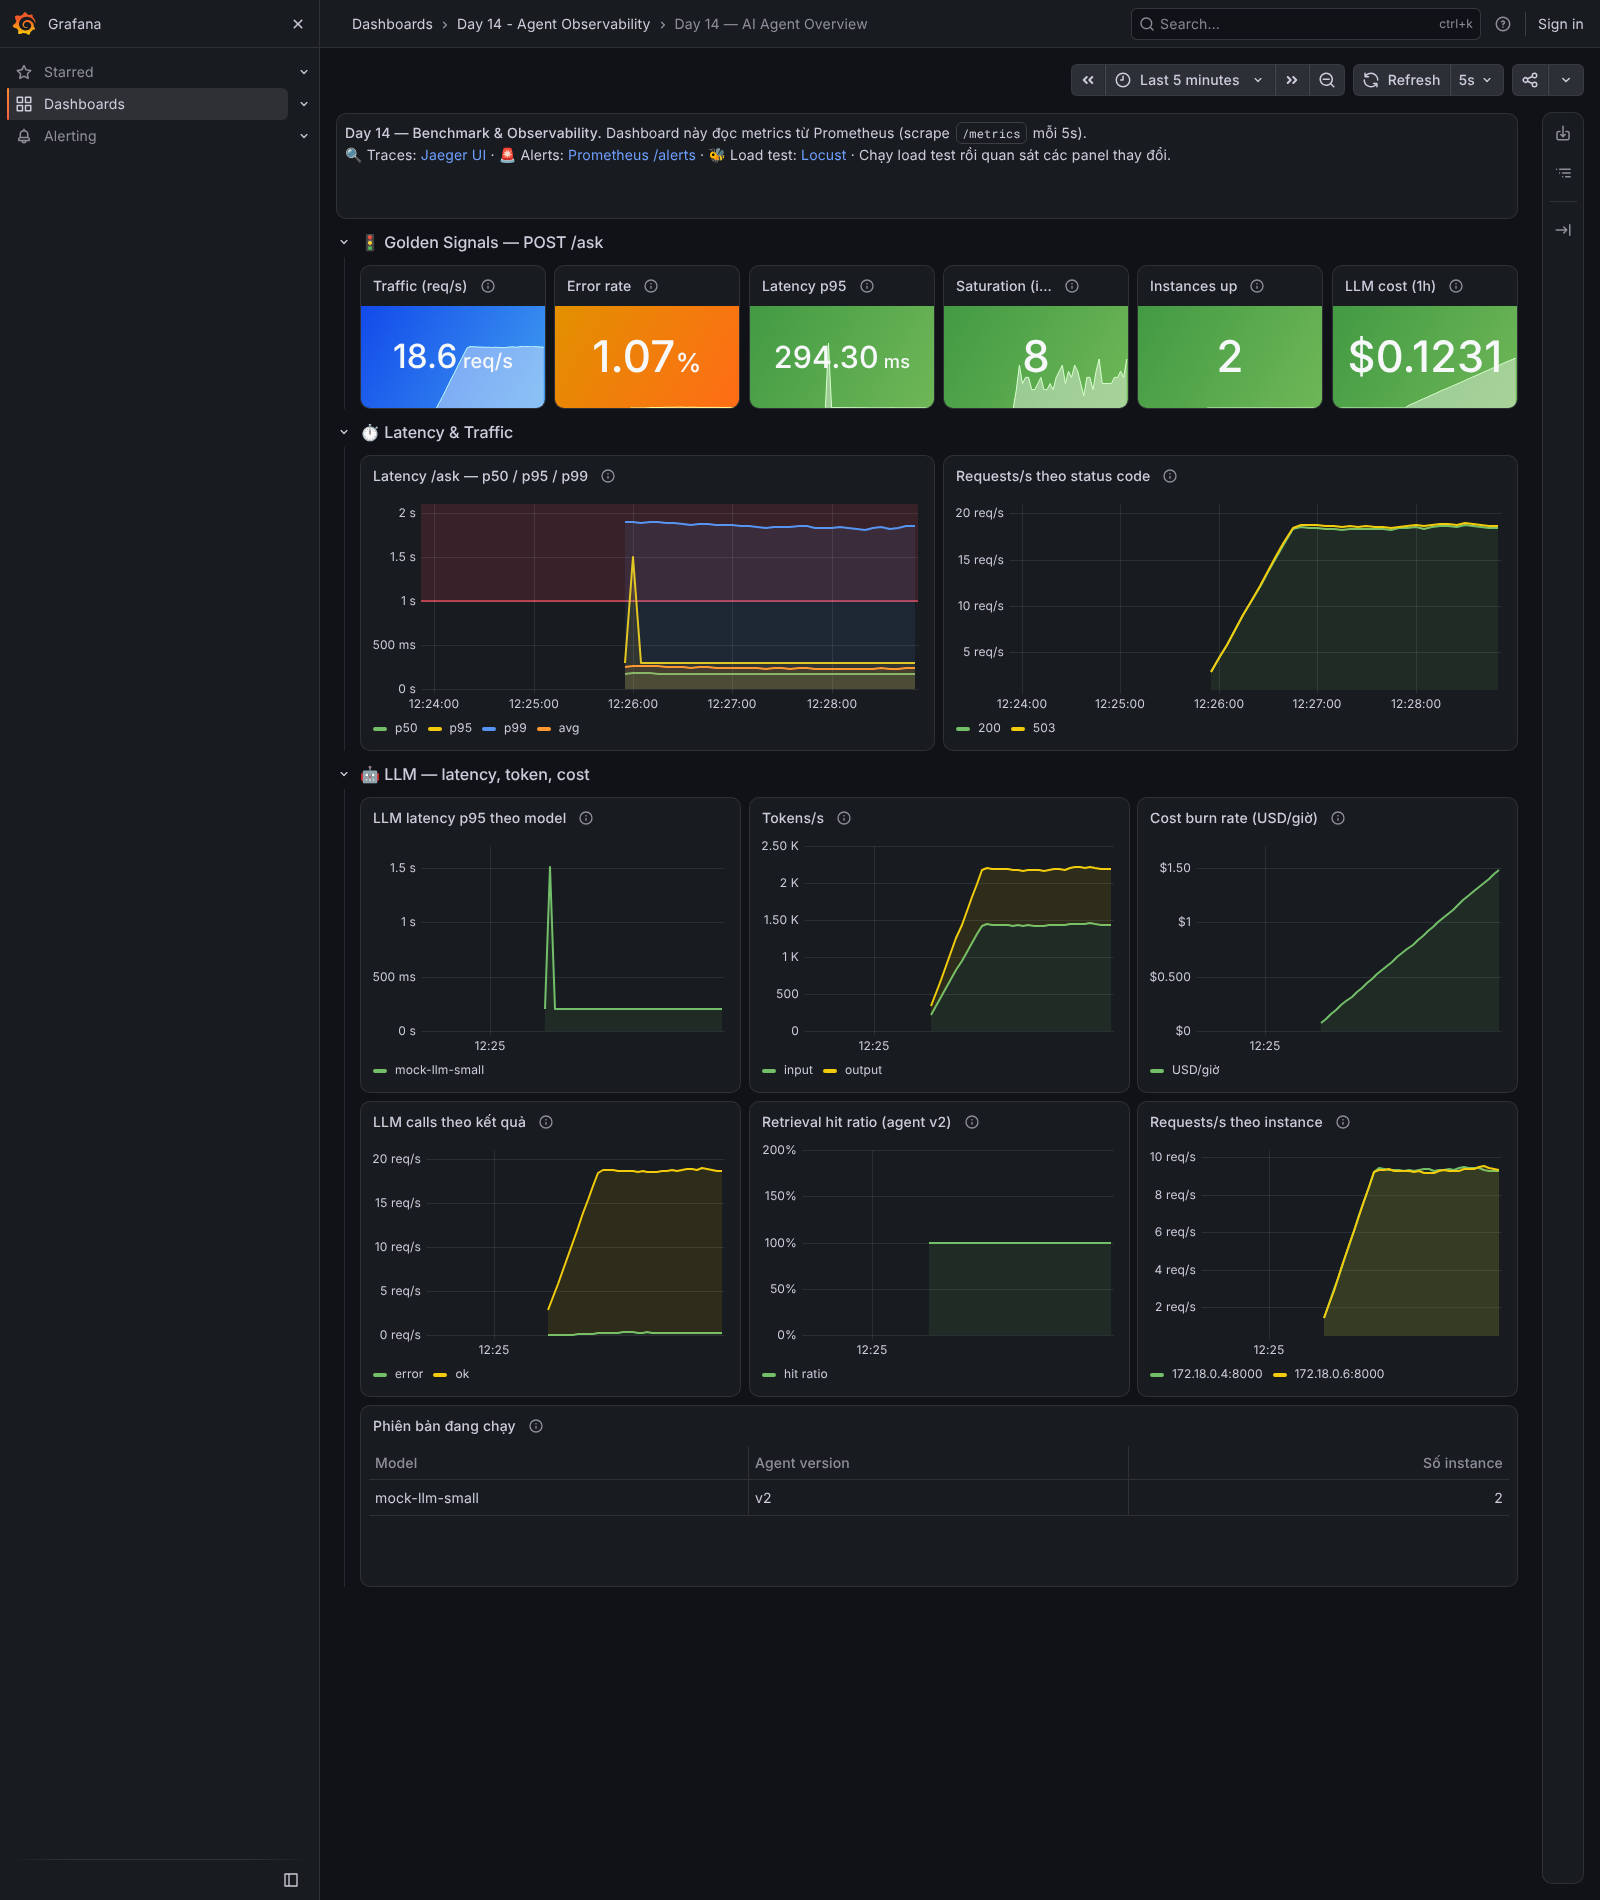 Grafana
Dashboards › Day 14 - Agent Observability › Day 14 — AI Agent Overview
Search... ctrl+k
Sign in
Starred
Dashboards
Alerting
Last 5 minutes
Refresh
5s
Day 14 — Benchmark & Observability. Dashboard này đọc metrics từ Prometheus (scrape /metrics mỗi 5s).
🔍 Traces: Jaeger UI · 🚨 Alerts: Prometheus /alerts · 🐝 Load test: Locust · Chạy load test rồi quan sát các panel thay đổi.
🚦 Golden Signals — POST /ask
Traffic (req/s)
18.6 req/s
Error rate
1.07%
Latency p95
294.30 ms
Saturation (i...
8
Instances up
2
LLM cost (1h)
$0.1231
⏱️ Latency & Traffic
Latency /ask — p50 / p95 / p99
2 s
1.5 s
1 s
500 ms
0 s
12:24:00 12:25:00 12:26:00 12:27:00 12:28:00
p50 p95 p99 avg
Requests/s theo status code
20 req/s
15 req/s
10 req/s
5 req/s
12:24:00 12:25:00 12:26:00 12:27:00 12:28:00
200 503
🤖 LLM — latency, token, cost
LLM latency p95 theo model
1.5 s
1 s
500 ms
0 s
12:25
mock-llm-small
Tokens/s
2.50 K
2 K
1.50 K
1 K
500
0
12:25
input output
Cost burn rate (USD/giờ)
$1.50
$1
$0.500
$0
12:25
USD/giờ
LLM calls theo kết quả
20 req/s
15 req/s
10 req/s
5 req/s
0 req/s
12:25
error ok
Retrieval hit ratio (agent v2)
200%
150%
100%
50%
0%
12:25
hit ratio
Requests/s theo instance
10 req/s
8 req/s
6 req/s
4 req/s
2 req/s
12:25
172.18.0.4:8000 172.18.0.6:8000
Phiên bản đang chạy
Model Agent version Số instance
mock-llm-small v2 2